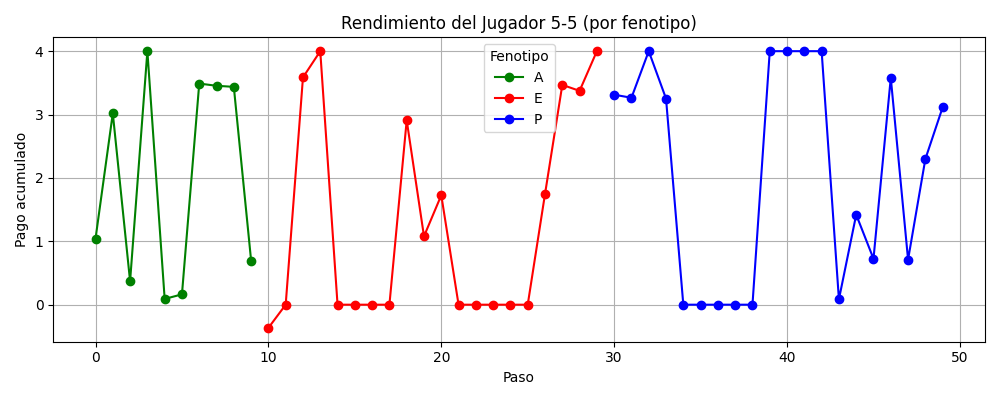 Rendimiento del Jugador 5-5 (por fenotipo)
Pago acumulado
4
3
2
1
0
Fenotipo
A
E
P
0 10 20 30 40 50
Paso